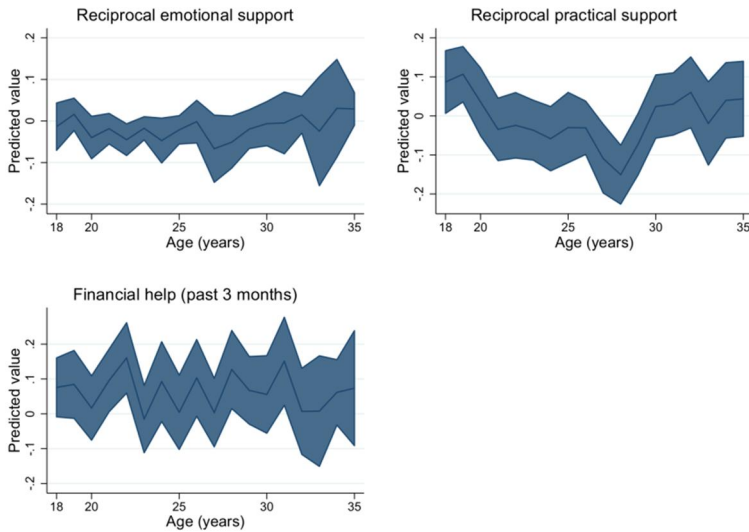 Reciprocal emotional support
Predicted value
.2
.1
0
-.1
-.2
18 20 25 30 35
Age (years)
Reciprocal practical support
Predicted value
.2
.1
0
-.1
-.2
18 20 25 30 35
Age (years)
Financial help (past 3 months)
Predicted value
.2
.1
0
-.1
-.2
18 20 25 30 35
Age (years)